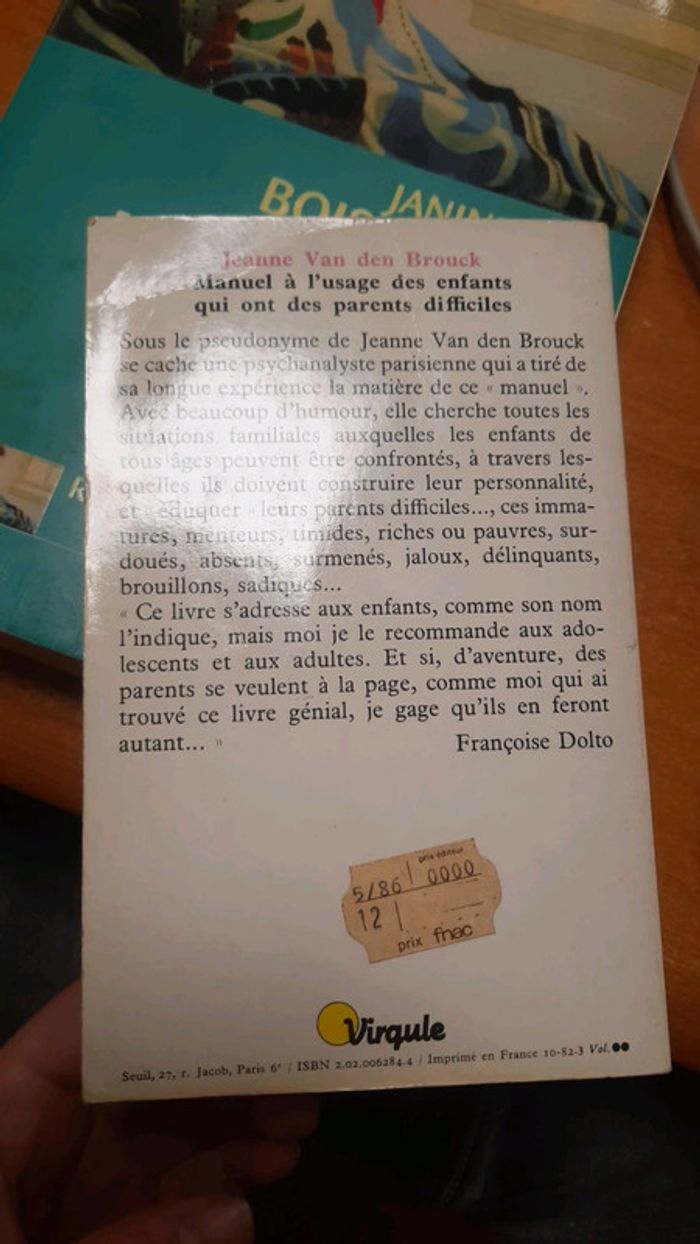 JANIN
BOIS
Jeanne Van den Brouck
Manuel à l'usage des enfants
qui ont des parents difficiles
Sous le pseudonyme de Jeanne Van den Brouck
se cache une psychanalyste parisienne qui a tiré de
sa longue expérience la matière de ce « manuel ».
Avec beaucoup d'humour, elle cherche toutes les
situations familiales auxquelles les enfants de
tous âges peuvent être confrontés, à travers les-
quelles ils doivent construire leur personnalité,
et « éduquer » leurs parents difficiles..., ces imma-
tures, menteurs, timides, riches ou pauvres, sur-
doués, absents, surmenés, jaloux, délinquants,
brouillons, sadiques...
« Ce livre s'adresse aux enfants, comme son nom
l'indique, mais moi je le recommande aux ado-
lescents et aux adultes. Et si, d'aventure, des
parents se veulent à la page, comme moi qui ai
trouvé ce livre génial, je gage qu'ils en feront
autant... » Françoise Dolto
prix éditeur
5/86 0000
12
prix fnac
Virgule
Seuil, 27, r. Jacob, Paris 6e / ISBN 2.02.006284.4 / Imprimé en France 10-82-3 Vol.●●